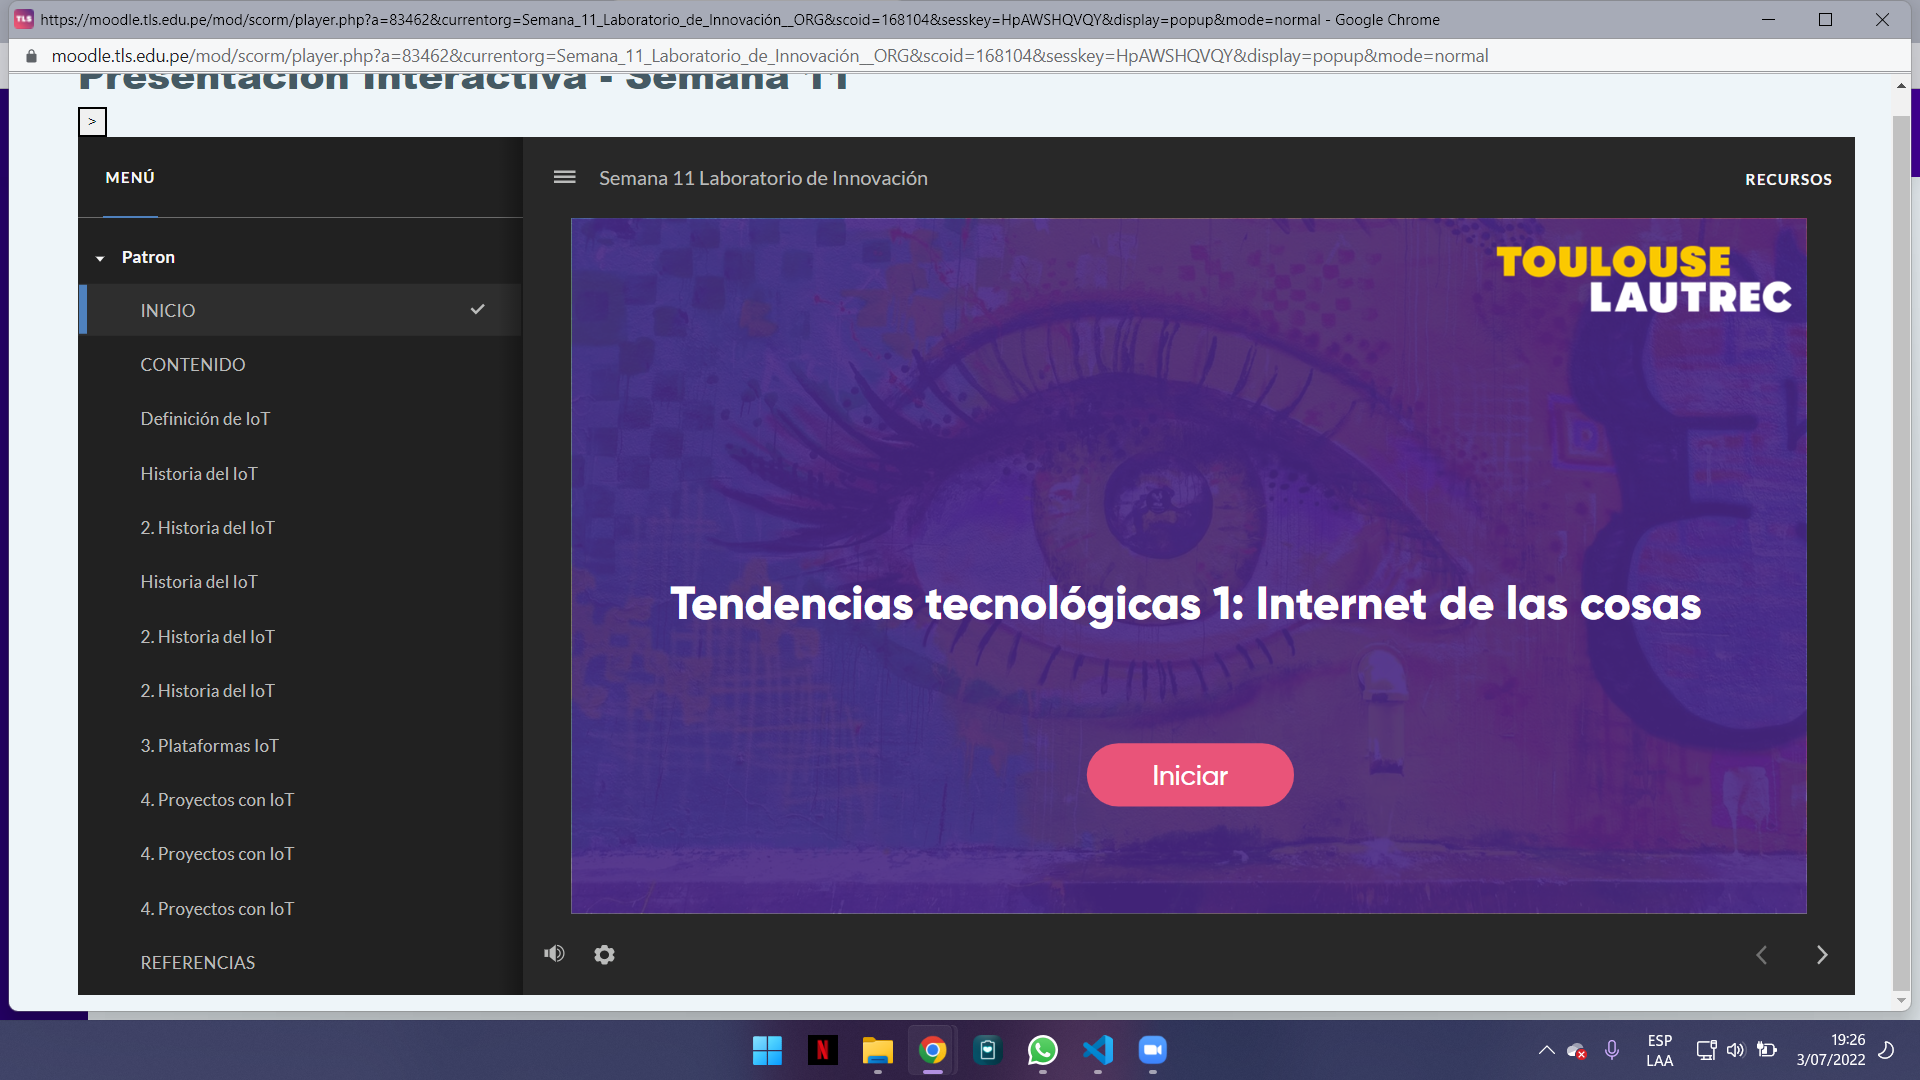 https://moodle.tls.edu.pe/mod/scorm/player.php?a=83462&currentorg=Semana_11_Laboratorio_de_Innovación__ORG&scoid=168104&sesskey=HpAWSHQVQY&display=popup&mode=normal - Google Chrome
moodle.tls.edu.pe/mod/scorm/player.php?a=83462&currentorg=Semana_11_Laboratorio_de_Innovación__ORG&scoid=168104&sesskey=HpAWSHQVQY&display=popup&mode=normal
Presentación Interactiva - Semana 11
>
MENÚ
Semana 11 Laboratorio de Innovación
RECURSOS
Patron
INICIO
CONTENIDO
Definición de IoT
Historia del IoT
2. Historia del IoT
Historia del IoT
2. Historia del IoT
2. Historia del IoT
3. Plataformas IoT
4. Proyectos con IoT
4. Proyectos con IoT
4. Proyectos con IoT
REFERENCIAS
TOULOUSE
LAUTREC
Tendencias tecnológicas 1: Internet de las cosas
Iniciar
ESP
LAA
19:26
3/07/2022